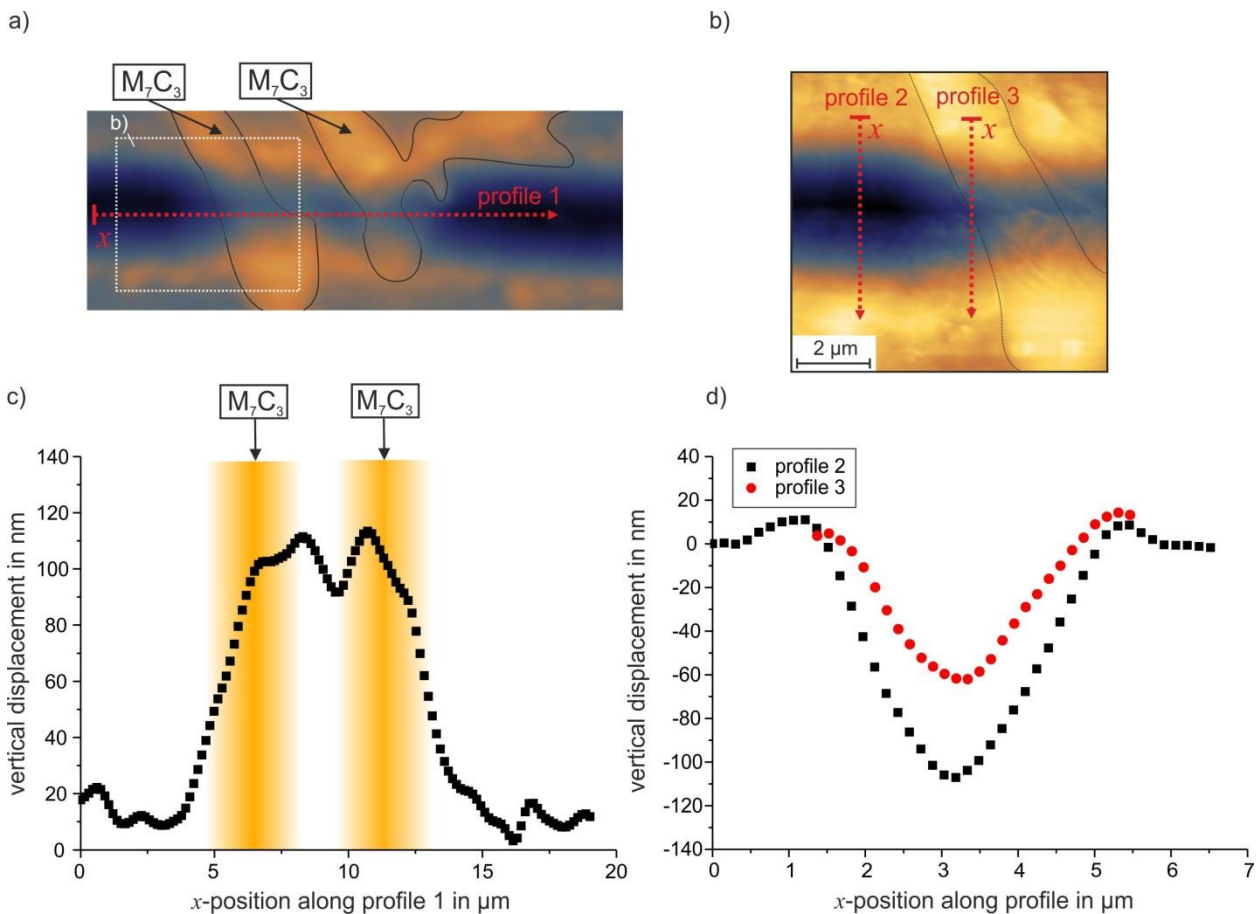 a)
M₇C₃
M₇C₃
b)
profile 1
x
b)
profile 2
profile 3
x
x
2 µm
c)
M₇C₃
M₇C₃
140
120
100
80
60
40
20
0
0
5
10
15
20
vertical displacement in nm
x-position along profile 1 in µm
d)
profile 2
profile 3
40
20
0
-20
-40
-60
-80
-100
-120
-140
0
1
2
3
4
5
6
7
vertical displacement in nm
x-position along profile in µm